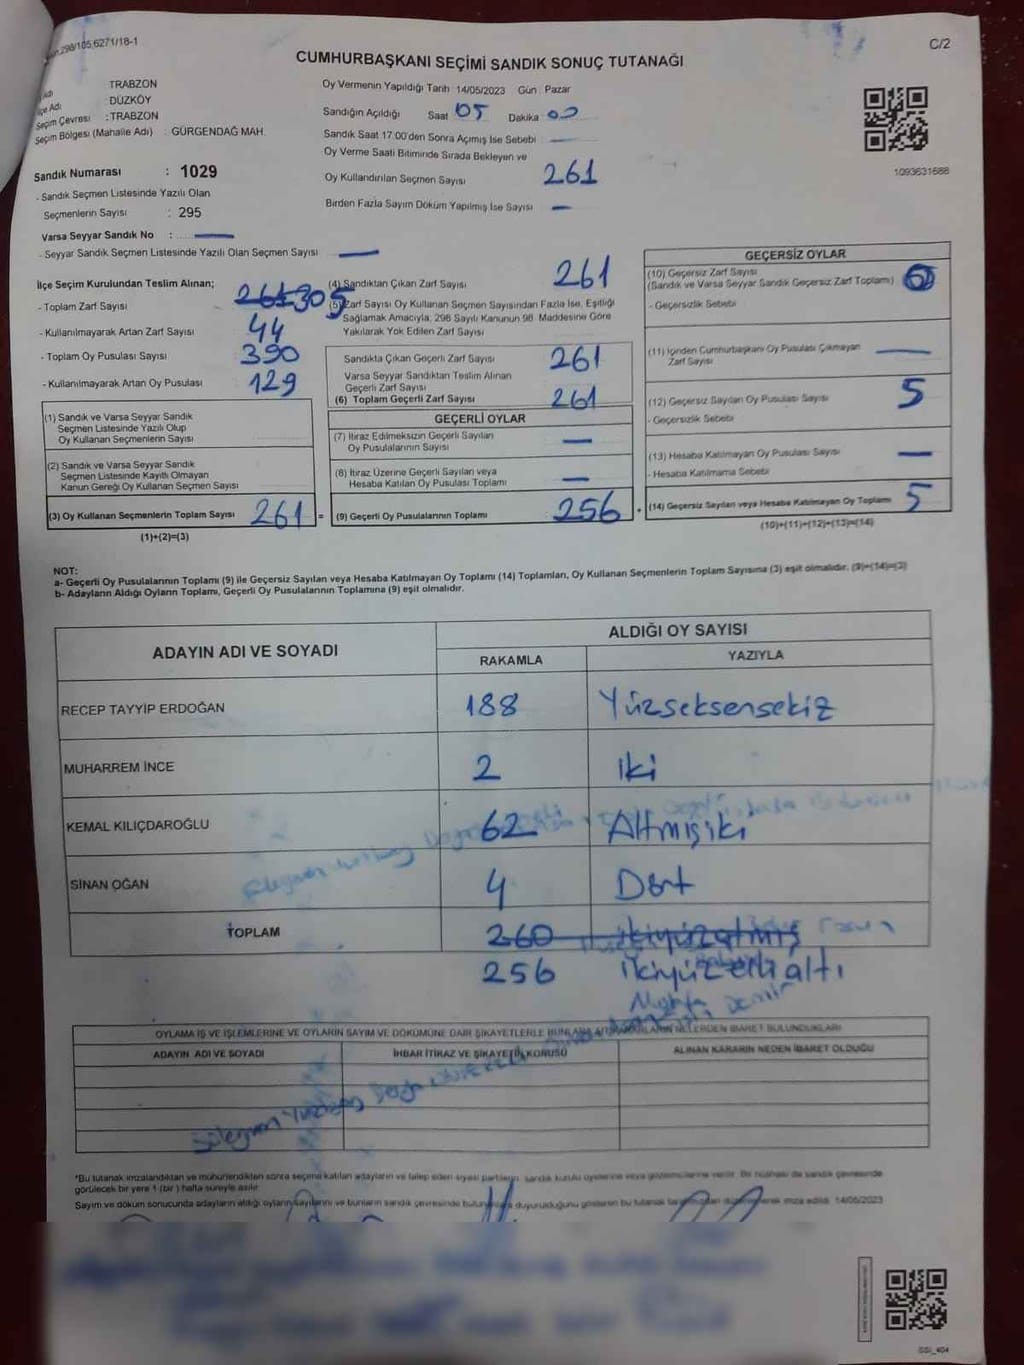 298/105,6271/18-1
C/2
CUMHURBAŞKANI SEÇİMİ SANDIK SONUÇ TUTANAĞI
Adı TRABZON
İlçe Adı DÜZKÖY
Seçim Çevresi : TRABZON
Seçim Bölgesi (Mahalle Adı) : GÜRGENDAĞ MAH.
Sandık Numarası : 1029
- Sandık Seçmen Listesinde Yazılı Olan
Seçmenlerin Sayısı : 295
Varsa Seyyar Sandık No :
- Seyyar Sandık Seçmen Listesinde Yazılı Olan Seçmen Sayısı
Oy Vermenin Yapıldığı Tarih 14/05/2023 Gün : Pazar
Sandığın Açıldığı Saat 05 Dakika 00
Sandık Saat 17:00'den Sonra Açımış İse Sebebi
Oy Verme Saati Bitiminde Sırada Bekleyen ve
Oy Kullandırılan Seçmen Sayısı 261
Birden Fazla Sayım Döküm Yapılmış İse Sayısı
1093631688
İlçe Seçim Kurulundan Teslim Alınan;
- Toplam Zarf Sayısı 261 305
- Kullanılmayarak Artan Zarf Sayısı 44
- Toplam Oy Pusulası Sayısı 390
- Kullanılmayarak Artan Oy Pusulası 129
(1) Sandık ve Varsa Seyyar Sandık
Seçmen Listesinde Yazılı Olup
Oy Kullanan Seçmenlerin Sayısı
(2) Sandık ve Varsa Seyyar Sandık
Seçmen Listesinde Kayıtlı Olmayan
Kanun Gereği Oy Kullanan Seçmen Sayısı
(3) Oy Kullanan Seçmenlerin Toplam Sayısı 261 =
(1)+(2)=(3)
(4) Sandıktan Çıkan Zarf Sayısı 261
(5) Zarf Sayısı Oy Kullanan Seçmen Sayısından Fazla İse, Eşitliği
Sağlamak Amacıyla; 298 Sayılı Kanunun 98. Maddesine Göre
Yakılarak Yok Edilen Zarf Sayısı
Sandıkta Çıkan Geçerli Zarf Sayısı 261
Varsa Seyyar Sandıktan Teslim Alınan
Geçerli Zarf Sayısı
(6) Toplam Geçerli Zarf Sayısı 261
GEÇERLİ OYLAR
(7) İtiraz Edilmeksizin Geçerli Sayılan
Oy Pusulalarının Sayısı
(8) İtiraz Üzerine Geçerli Sayılan veya
Hesaba Katılan Oy Pusulası Toplamı
(9) Geçerli Oy Pusulalarının Toplamı 256 +
GEÇERSİZ OYLAR
(10) Geçersiz Zarf Sayısı
(Sandık ve Varsa Seyyar Sandık Geçersiz Zarf Toplamı)
- Geçersizlik Sebebi
(11) İçinden Cumhurbaşkanı Oy Pusulası Çıkmayan
Zarf Sayısı
(12) Geçersiz Sayılan Oy Pusulası Sayısı 5
- Geçersizlik Sebebi
(13) Hesaba Katılmayan Oy Pusulası Sayısı
- Hesaba Katılmama Sebebi
(14) Geçersiz Sayılan veya Hesaba Katılmayan Oy Toplamı 5
(10)+(11)+(12)+(13)=(14)
NOT:
a- Geçerli Oy Pusulalarının Toplamı (9) ile Geçersiz Sayılan veya Hesaba Katılmayan Oy Toplamı (14) Toplamları, Oy Kullanan Seçmenlerin Toplam Sayısına (3) eşit olmalıdır. (9)+(14)=(3)
b- Adayların Aldığı Oyların Toplamı, Geçerli Oy Pusulalarının Toplamına (9) eşit olmalıdır.
ADAYIN ADI VE SOYADI ALDIĞI OY SAYISI
RAKAMLA YAZIYLA
RECEP TAYYİP ERDOĞAN 188 Yüzseksensekiz
MUHARREM İNCE 2 iki
KEMAL KILIÇDAROĞLU 62 Altmışiki
SİNAN OĞAN 4 Dört
TOPLAM 260 ikiyüzatmış
256 ikiyüzelli altı
OYLAMA İŞ VE İŞLEMLERİNE VE OYLARIN SAYIM VE DÖKÜMÜNE DAİR ŞİKAYETLERLE BUNLARA AİT KARARLARIN NELERDEN İBARET BULUNDUKLARI
ADAYIN ADI VE SOYADI İHBAR İTİRAZ VE ŞİKAYETİN KONUSU ALINAN KARARIN NEDEN İBARET OLDUĞU
*Bu tutanak imzalandıktan ve mühürlendikten sonra seçime katılan adayların ve talep eden siyasi partilerin, sandık kurulu üyelerine veya gözlemcilerine verilir. Bir nüshası da sandık çevresinde
görülecek bir yere 1 (bir) hafta süreyle asılır.
Sayım ve döküm sonucunda adayların aldığı oyların sayılarını ve bunların sandık çevresinde duyurulduğunu gösteren bu tutanak imza edildi. 14/05/2023